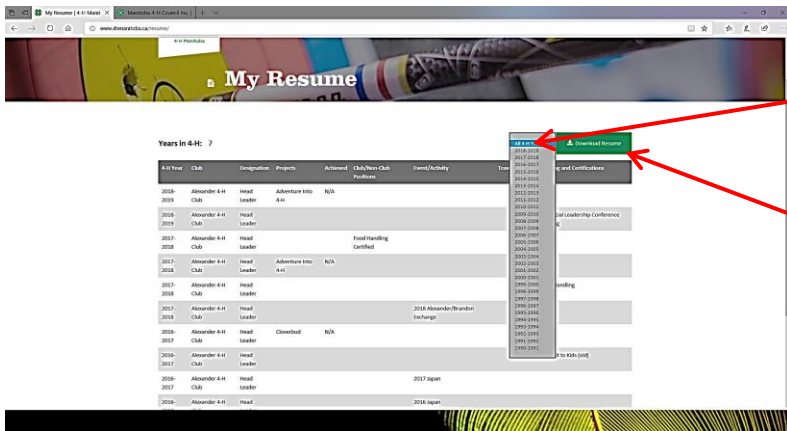 My Resume | 4-H Manit
Manitoba 4-H Council Inc. |
www.4hmanitoba.ca/resume/
4-H Manitoba
My Resume
Years in 4-H: 7
All 4-H
Download Resume
2018-2019
2017-2018
2016-2017
2015-2016
2014-2015
2013-2014
2012-2013
2011-2012
2010-2011
2009-2010
2008-2009
2007-2008
2006-2007
2005-2006
2004-2005
2003-2004
2002-2003
2001-2002
2000-2001
1999-2000
1998-1999
1997-1998
1996-1997
1995-1996
1994-1995
1993-1994
1992-1993
1991-1992
1990-1991
4-H Year Club Designation Projects Achieved Club/Non-Club Positions Event/Activity Trav ng and Certifications
2018-2019 Alexander 4-H Club Head Leader Adventure Into 4-H N/A
2018-2019 Alexander 4-H Club Head Leader ial Leadership Conference
2017-2018 Alexander 4-H Club Head Leader Food Handling Certified
2017-2018 Alexander 4-H Club Head Leader Adventure Into 4-H N/A
2017-2018 Alexander 4-H Club Head Leader andling
2017-2018 Alexander 4-H Club Head Leader 2018 Alexander/Brandon Exchange
2016-2017 Alexander 4-H Club Head Leader Cloverbud N/A
2016-2017 Alexander 4-H Club Head Leader t to Kids (old)
2016-2017 Alexander 4-H Club Head Leader 2017 Japan
2016- Alexander 4-H Head 2016 Japan